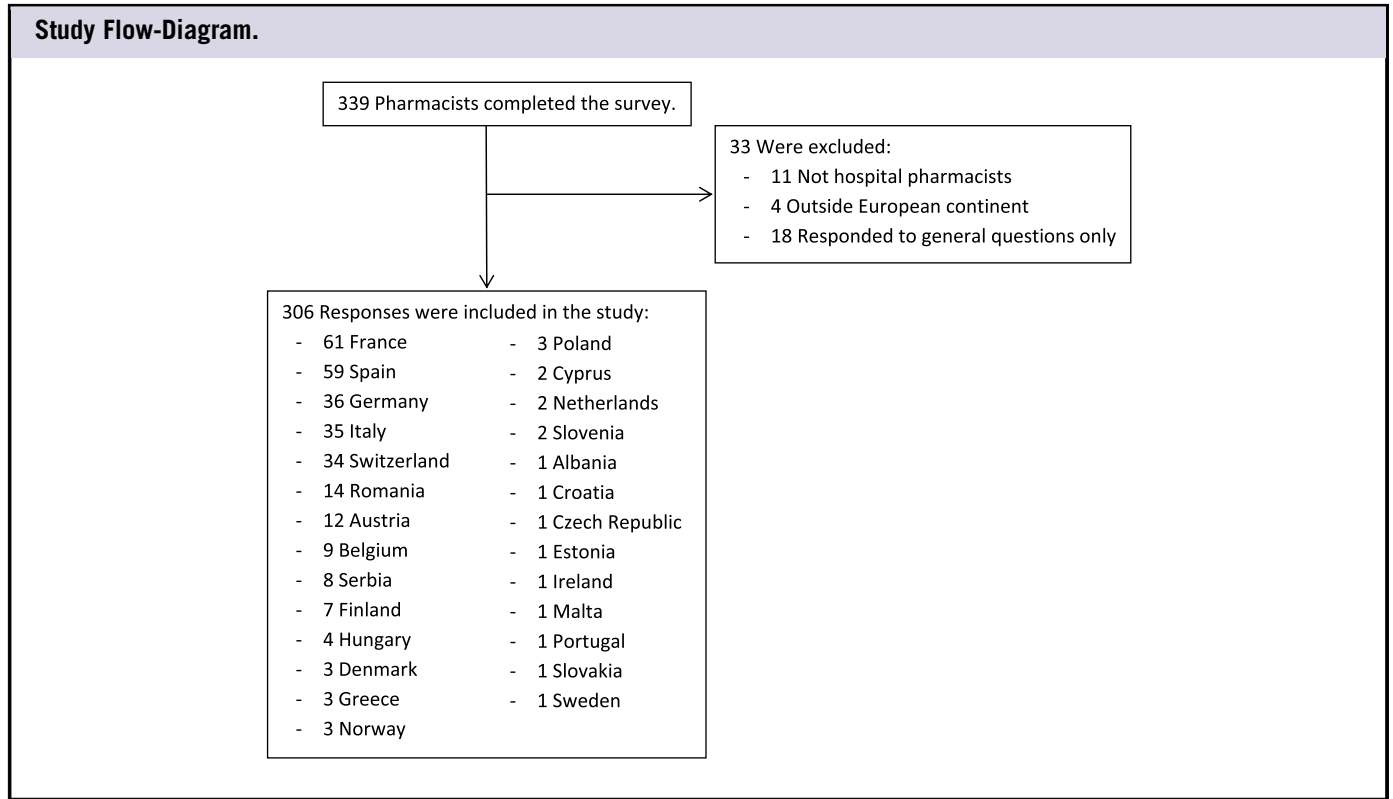 Study Flow-Diagram.
339 Pharmacists completed the survey.
33 Were excluded:
- 11 Not hospital pharmacists
- 4 Outside European continent
- 18 Responded to general questions only
306 Responses were included in the study:
- 61 France
- 59 Spain
- 36 Germany
- 35 Italy
- 34 Switzerland
- 14 Romania
- 12 Austria
- 9 Belgium
- 8 Serbia
- 7 Finland
- 4 Hungary
- 3 Denmark
- 3 Greece
- 3 Norway
- 3 Poland
- 2 Cyprus
- 2 Netherlands
- 2 Slovenia
- 1 Albania
- 1 Croatia
- 1 Czech Republic
- 1 Estonia
- 1 Ireland
- 1 Malta
- 1 Portugal
- 1 Slovakia
- 1 Sweden